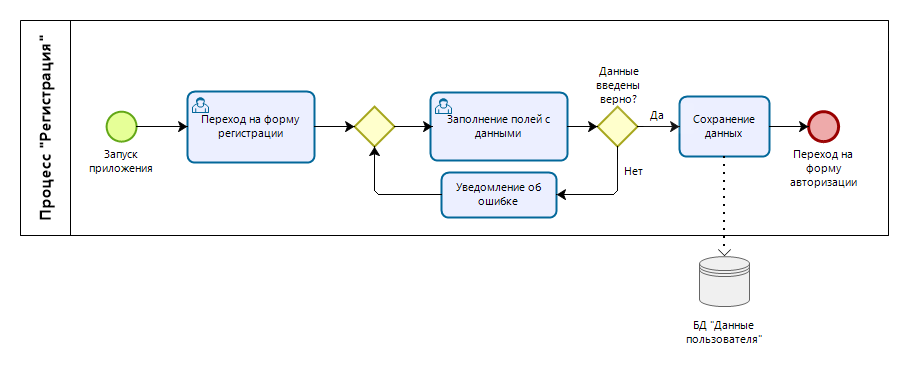 Процесс "Регистрация"
Запуск
приложения
Переход на форму
регистрации
Заполнение полей с
данными
Данные
введены
верно?
Да
Нет
Уведомление об
ошибке
Сохранение
данных
Переход на
форму
авторизации
БД "Данные
пользователя"